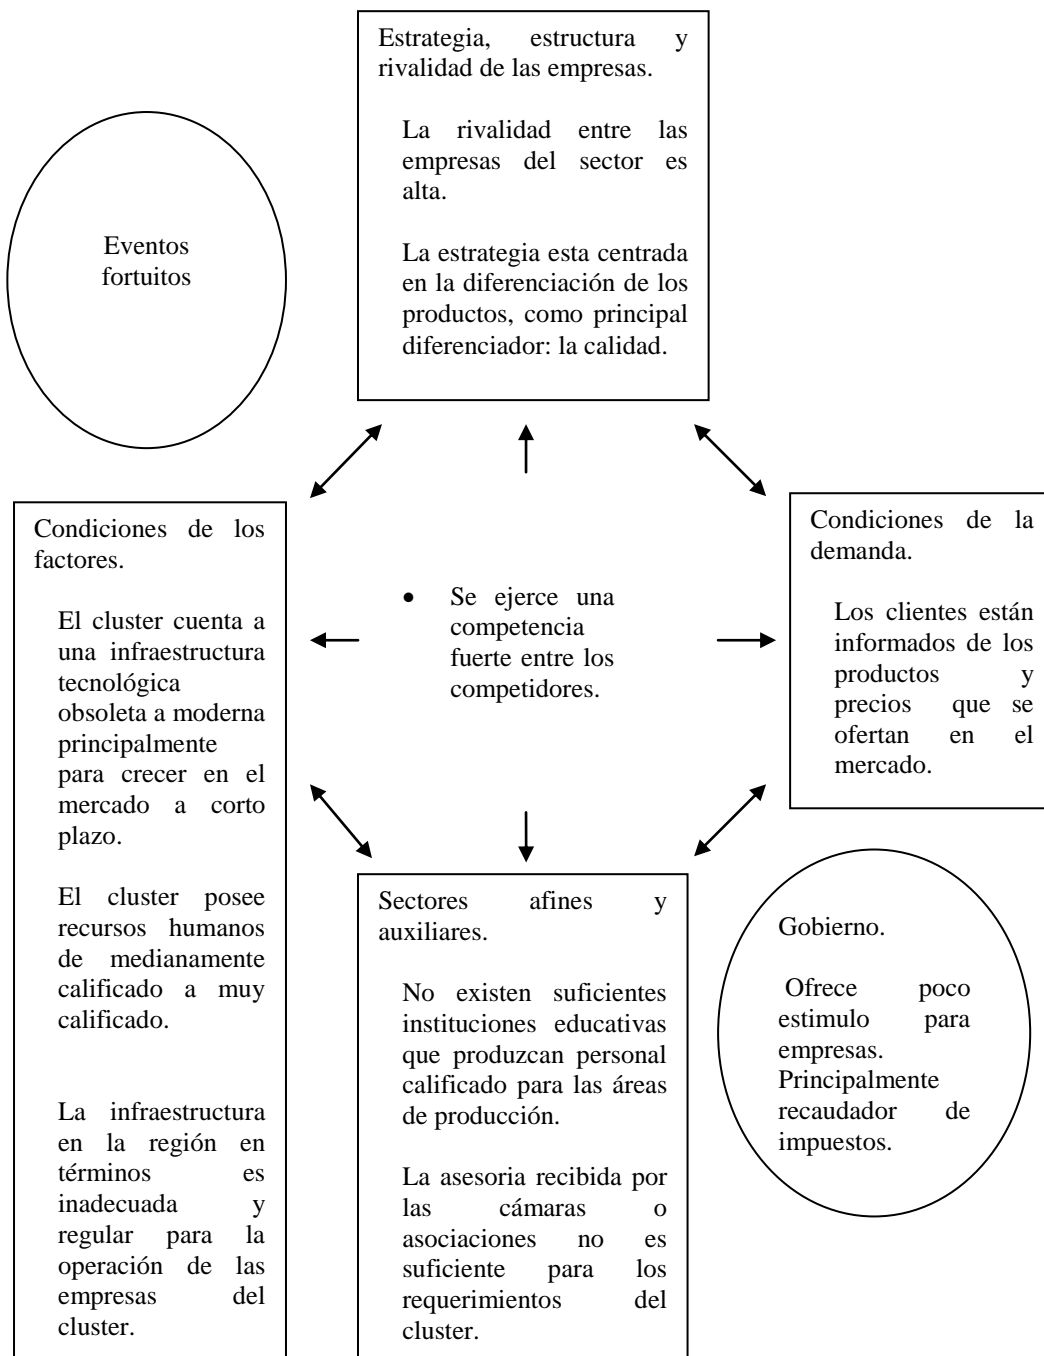 Estrategia, estructura y
rivalidad de las empresas.
La rivalidad entre las
empresas del sector es
alta.
La estrategia esta centrada
en la diferenciación de los
productos, como principal
diferenciador: la calidad.
Eventos
fortuitos
Condiciones de los
factores.
El cluster cuenta a
una infraestructura
tecnológica
obsoleta a moderna
principalmente
para crecer en el
mercado a corto
plazo.
El cluster posee
recursos humanos
de medianamente
calificado a muy
calificado.
La infraestructura
en la región en
términos es
inadecuada y
regular para la
operación de las
empresas del
cluster.
• Se ejerce una
competencia
fuerte entre los
competidores.
Condiciones de la
demanda.
Los clientes están
informados de los
productos y
precios que se
ofertan en el
mercado.
Sectores afines y
auxiliares.
No existen suficientes
instituciones educativas
que produzcan personal
calificado para las áreas
de producción.
La asesoria recibida por
las cámaras o
asociaciones no es
suficiente para los
requerimientos del
cluster.
Gobierno.
Ofrece poco
estimulo para
empresas.
Principalmente
recaudador de
impuestos.